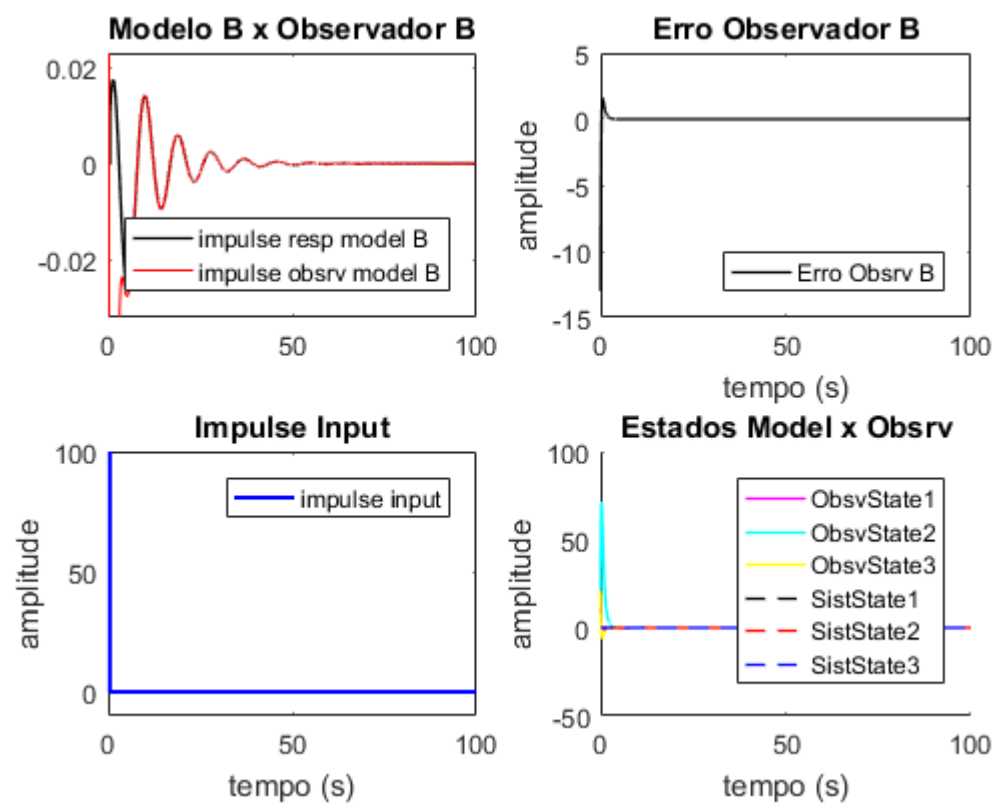 Modelo B x Observador B
0.02
0
-0.02
0
50
100
impulse resp model B
impulse obsrv model B
Erro Observador B
amplitude
5
0
-5
-10
-15
0
50
100
tempo (s)
Erro Obsrv B
Impulse Input
amplitude
100
50
0
0
50
100
tempo (s)
impulse input
Estados Model x Obsrv
amplitude
100
50
0
-50
0
50
100
tempo (s)
ObsvState1
ObsvState2
ObsvState3
SistState1
SistState2
SistState3